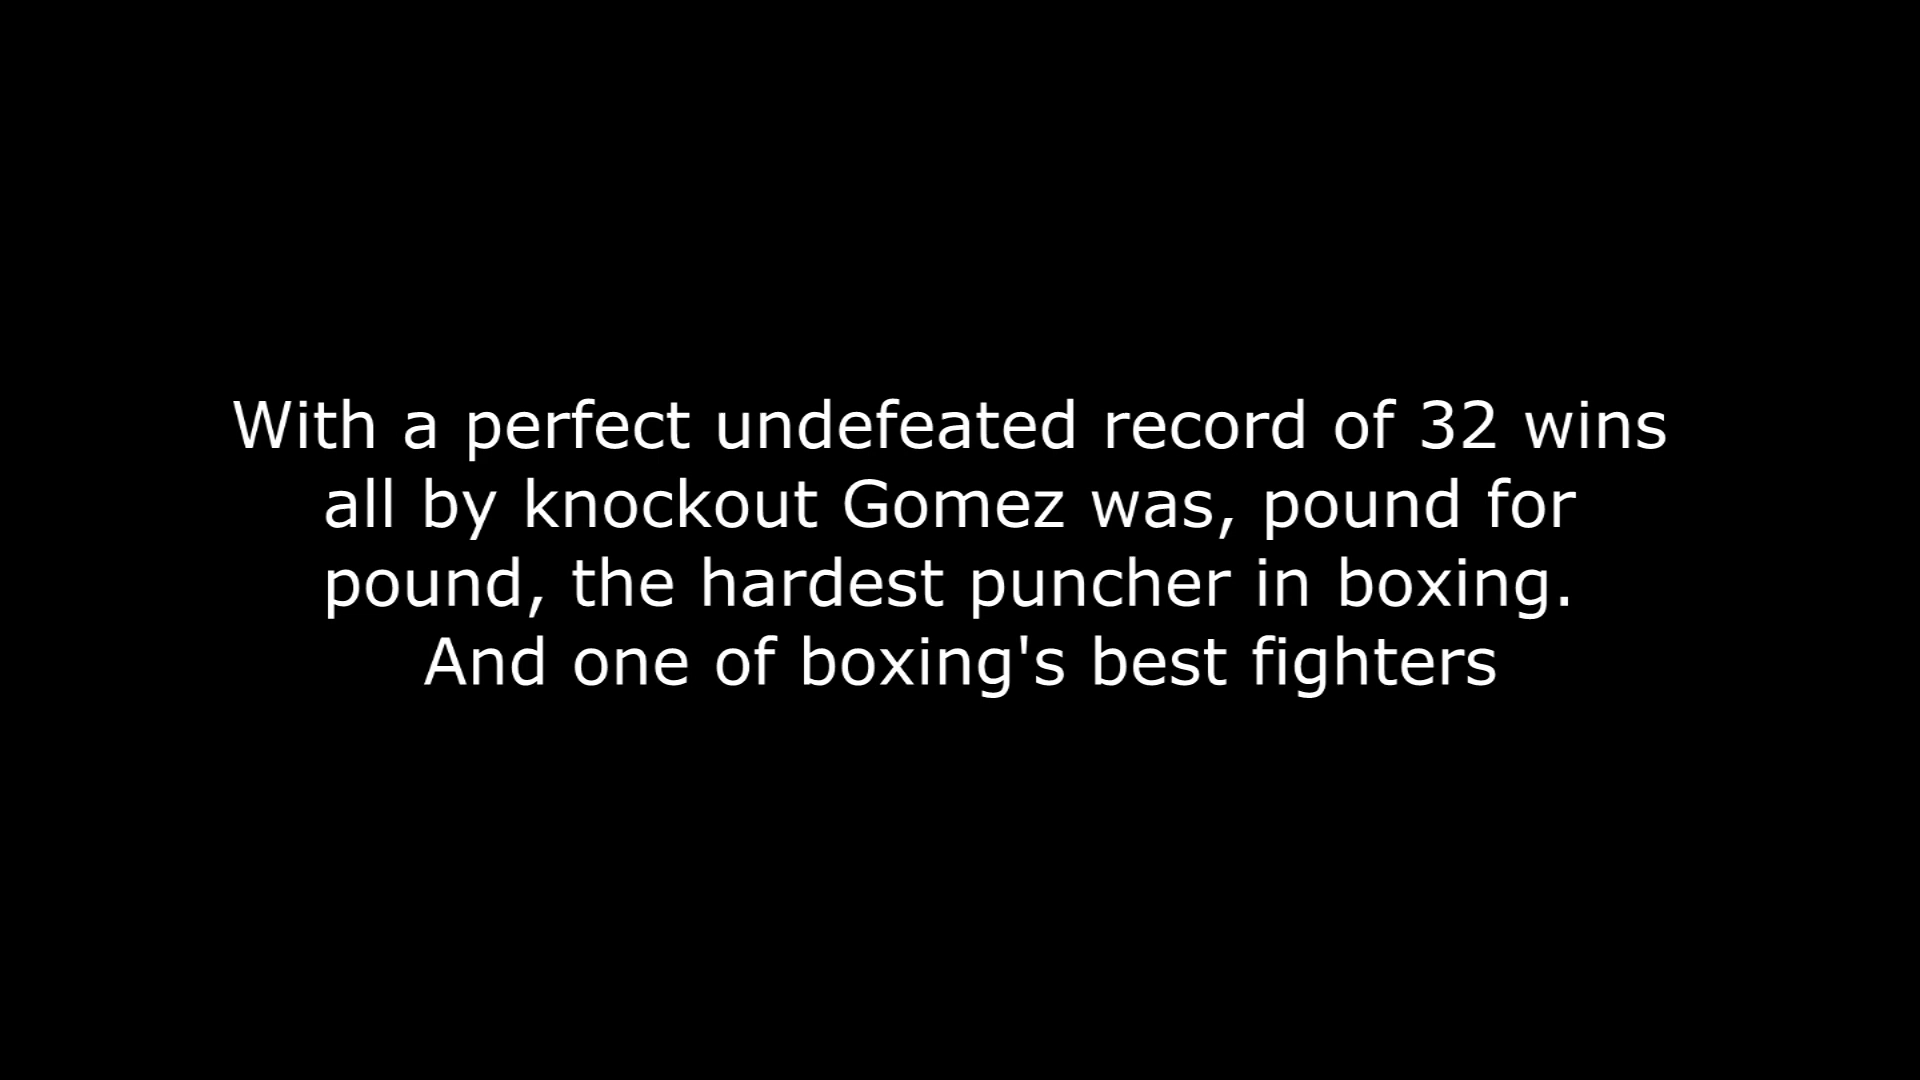 With a perfect undefeated record of 32 wins
all by knockout Gomez was, pound for
pound, the hardest puncher in boxing.
And one of boxing's best fighters